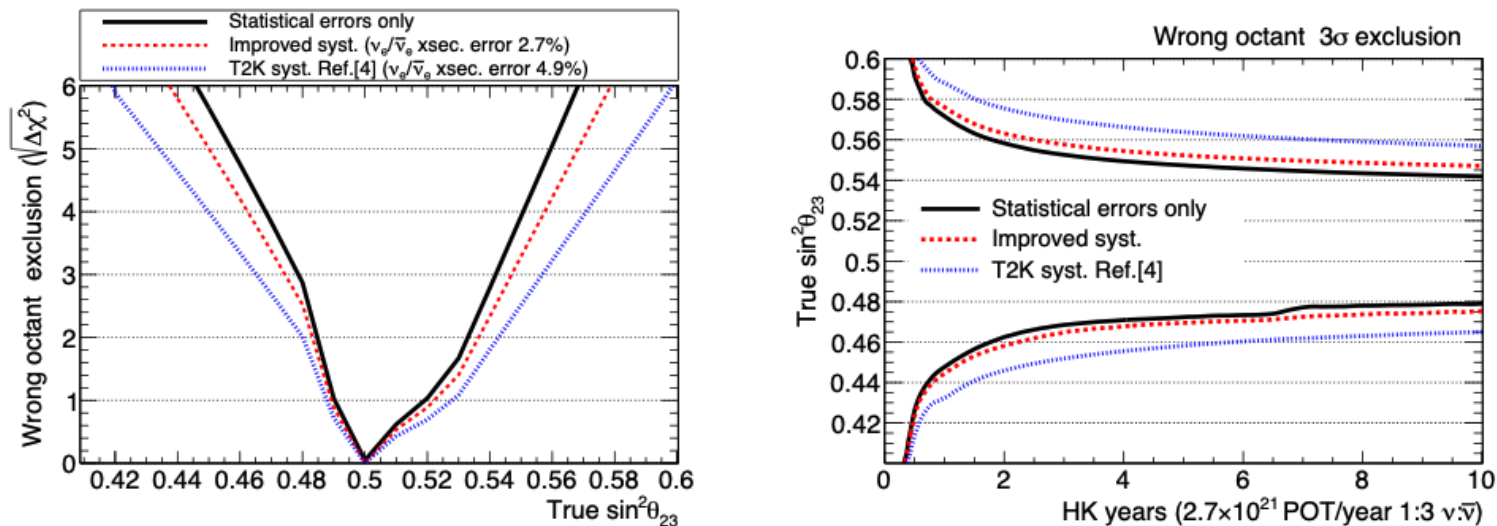 Statistical errors only
Improved syst. (νₑ/ν̅ₑ xsec. error 2.7%)
T2K syst. Ref.[4] (νₑ/ν̅ₑ xsec. error 4.9%)
Wrong octant exclusion (√Δχ²)
6
5
4
3
2
1
0
0.42 0.44 0.46 0.48 0.5 0.52 0.54 0.56 0.58 0.6
True sin²θ₂₃
Wrong octant 3σ exclusion
True sin²θ₂₃
0.6
0.58
0.56
0.54
0.52
0.5
0.48
0.46
0.44
0.42
Statistical errors only
Improved syst.
T2K syst. Ref.[4]
0 2 4 6 8 10
HK years (2.7×10²¹ POT/year 1:3 ν:ν̅)